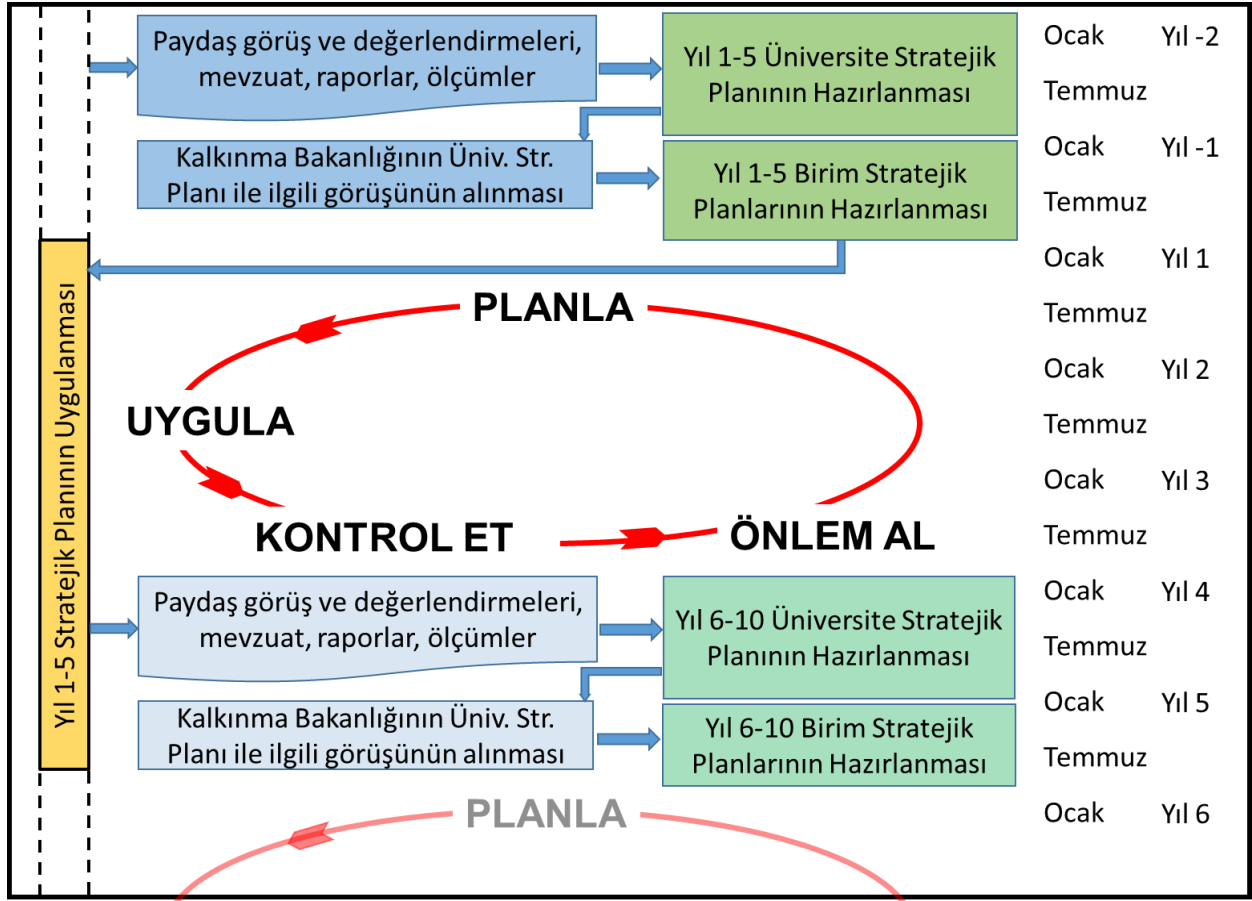 Paydaş görüş ve değerlendirmeleri,
mevzuat, raporlar, ölçümler
Yıl 1-5 Üniversite Stratejik
Planının Hazırlanması
Kalkınma Bakanlığının Üniv. Str.
Planı ile ilgili görüşünün alınması
Yıl 1-5 Birim Stratejik
Planlarının Hazırlanması
Yıl 1-5 Stratejik Planının Uygulanması
PLANLA
UYGULA
KONTROL ET
ÖNLEM AL
Paydaş görüş ve değerlendirmeleri,
mevzuat, raporlar, ölçümler
Yıl 6-10 Üniversite Stratejik
Planının Hazırlanması
Kalkınma Bakanlığının Üniv. Str.
Planı ile ilgili görüşünün alınması
Yıl 6-10 Birim Stratejik
Planlarının Hazırlanması
PLANLA
Ocak Yıl -2
Temmuz
Ocak Yıl -1
Temmuz
Ocak Yıl 1
Temmuz
Ocak Yıl 2
Temmuz
Ocak Yıl 3
Temmuz
Ocak Yıl 4
Temmuz
Ocak Yıl 5
Temmuz
Ocak Yıl 6